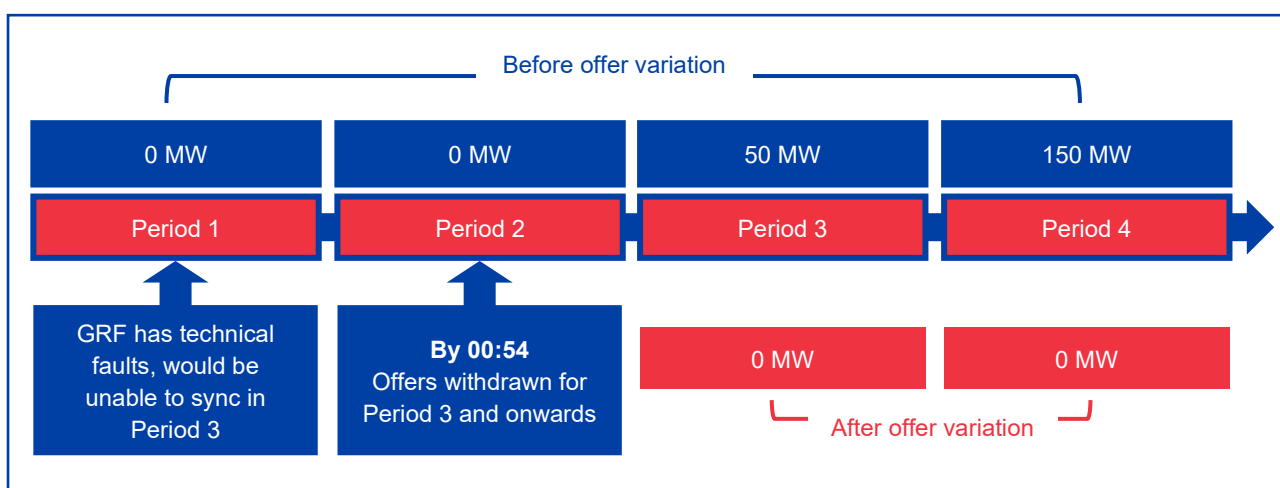 Before offer variation
0 MW
0 MW
50 MW
150 MW
Period 1
Period 2
Period 3
Period 4
GRF has technical
faults, would be
unable to sync in
Period 3
By 00:54
Offers withdrawn for
Period 3 and onwards
0 MW
0 MW
After offer variation